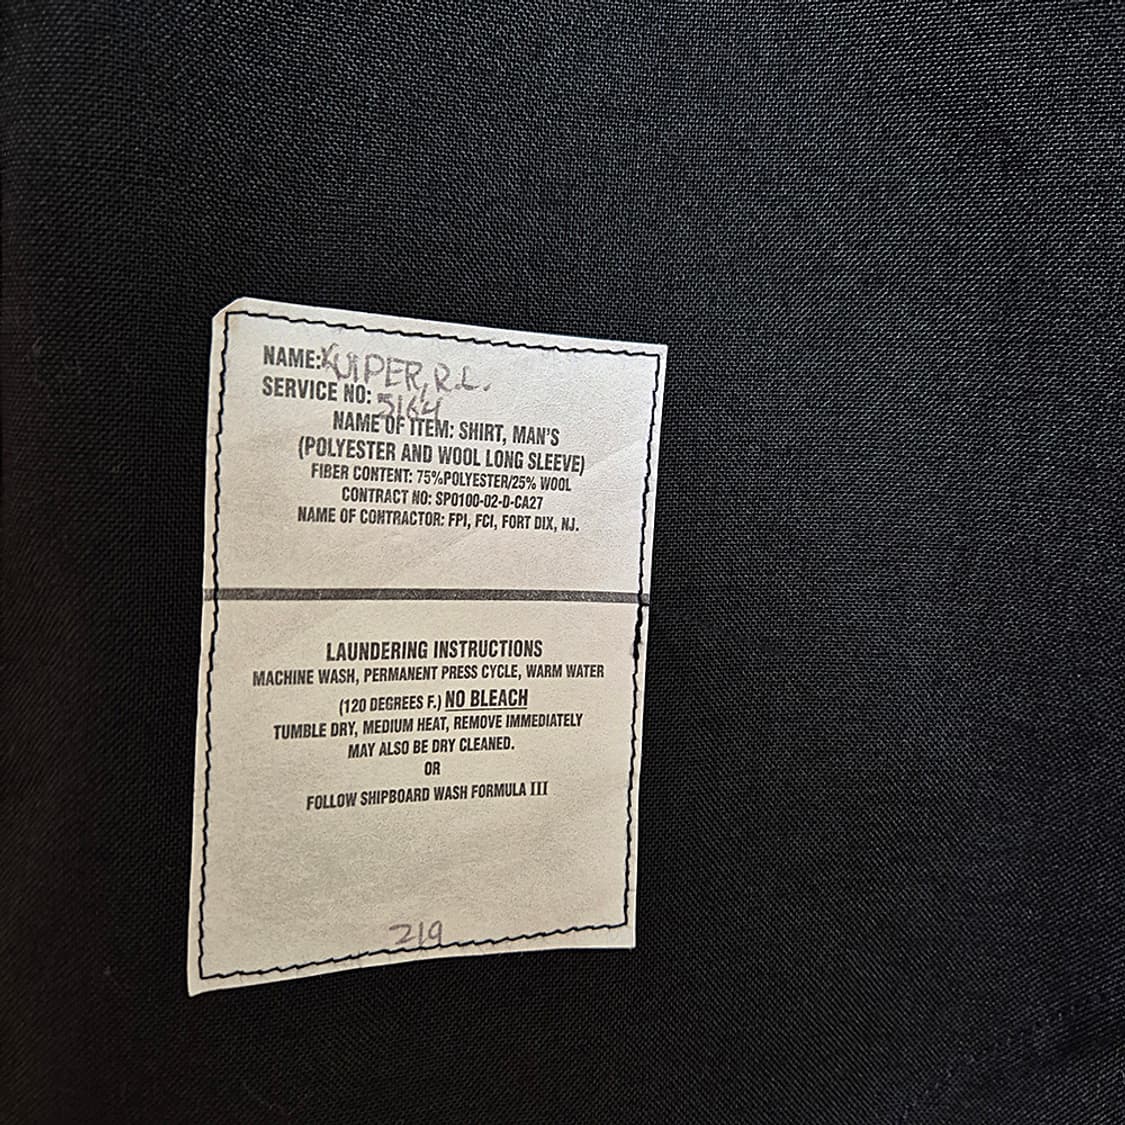 NAME: KUIPER, R.L.
SERVICE NO: 5164
NAME OF ITEM: SHIRT, MAN'S
(POLYESTER AND WOOL LONG SLEEVE)
FIBER CONTENT: 75%POLYESTER/25% WOOL
CONTRACT NO: SP0100-02-D-CA27
NAME OF CONTRACTOR: FPI, FCI, FORT DIX, NJ.
LAUNDERING INSTRUCTIONS
MACHINE WASH, PERMANENT PRESS CYCLE, WARM WATER
(120 DEGREES F.) NO BLEACH
TUMBLE DRY, MEDIUM HEAT, REMOVE IMMEDIATELY
MAY ALSO BE DRY CLEANED.
OR
FOLLOW SHIPBOARD WASH FORMULA III
219